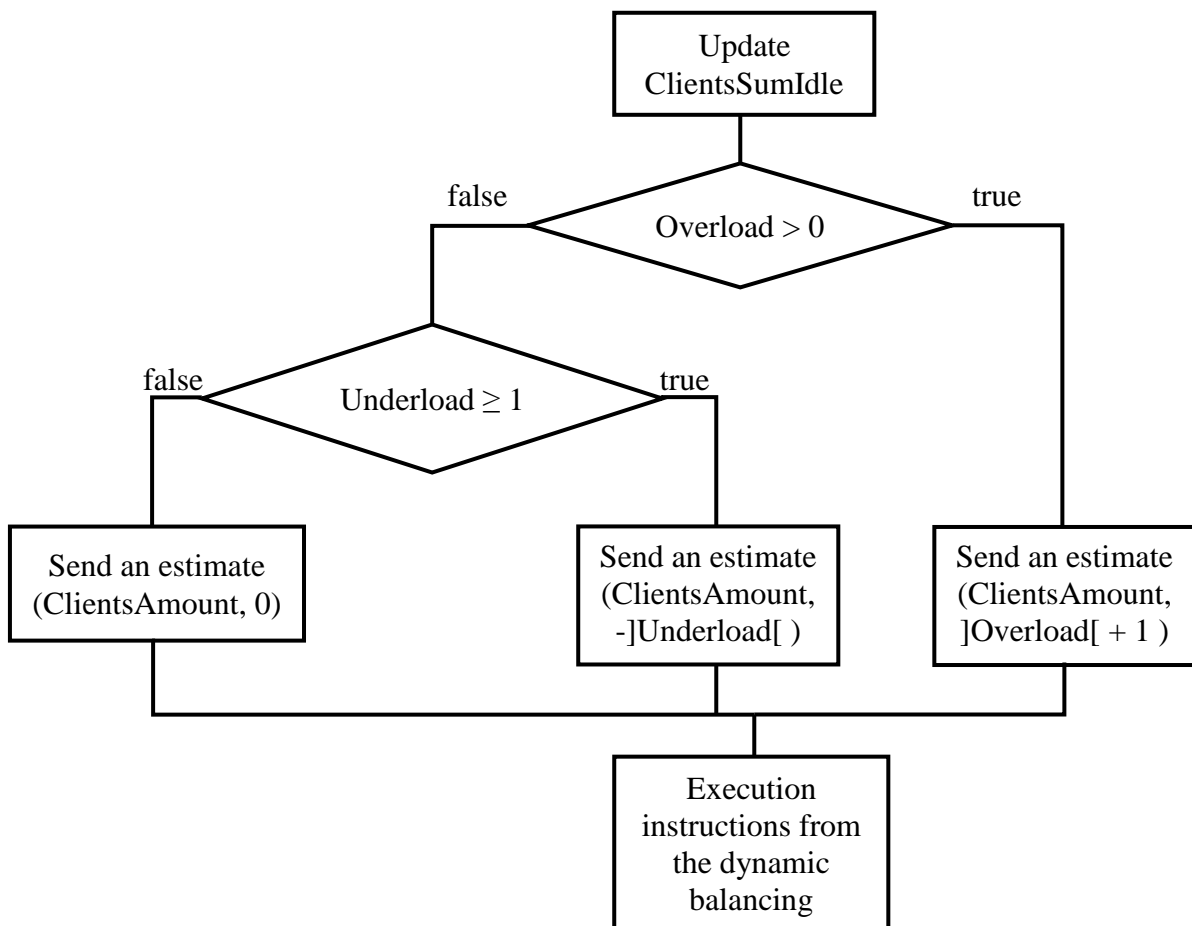 Update
ClientsSumIdle
false
true
Overload > 0
false
true
Underload ≥ 1
Send an estimate
(ClientsAmount, 0)
Send an estimate
(ClientsAmount,
-]Underload[ )
Send an estimate
(ClientsAmount,
]Overload[ + 1 )
Execution
instructions from
the dynamic
balancing